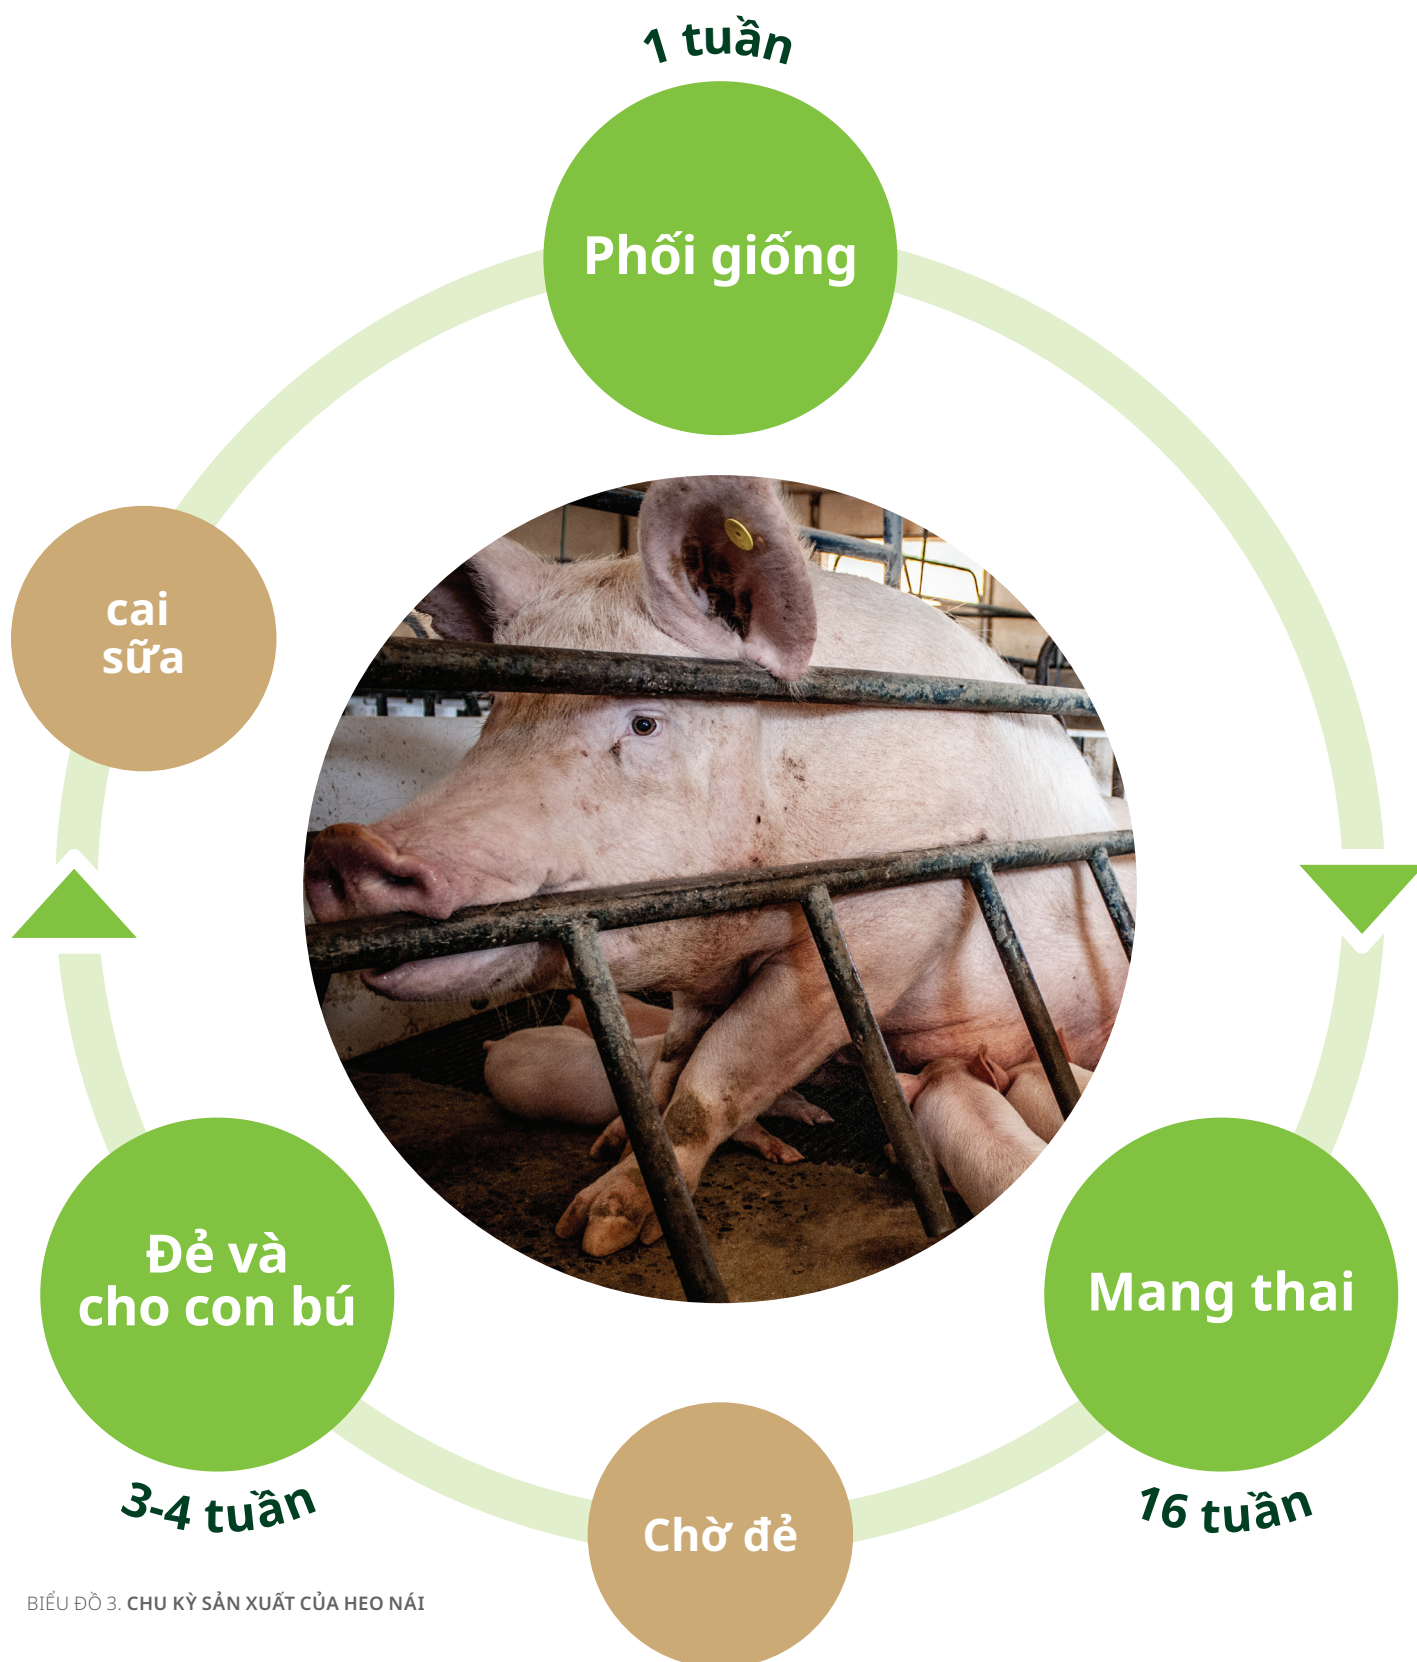 1 tuần
Phối giống
cai
sữa
Đẻ và
cho con bú
Mang thai
3-4 tuần
16 tuần
Chờ đẻ
BIỂU ĐỒ 3. CHU KỲ SẢN XUẤT CỦA HEO NÁI